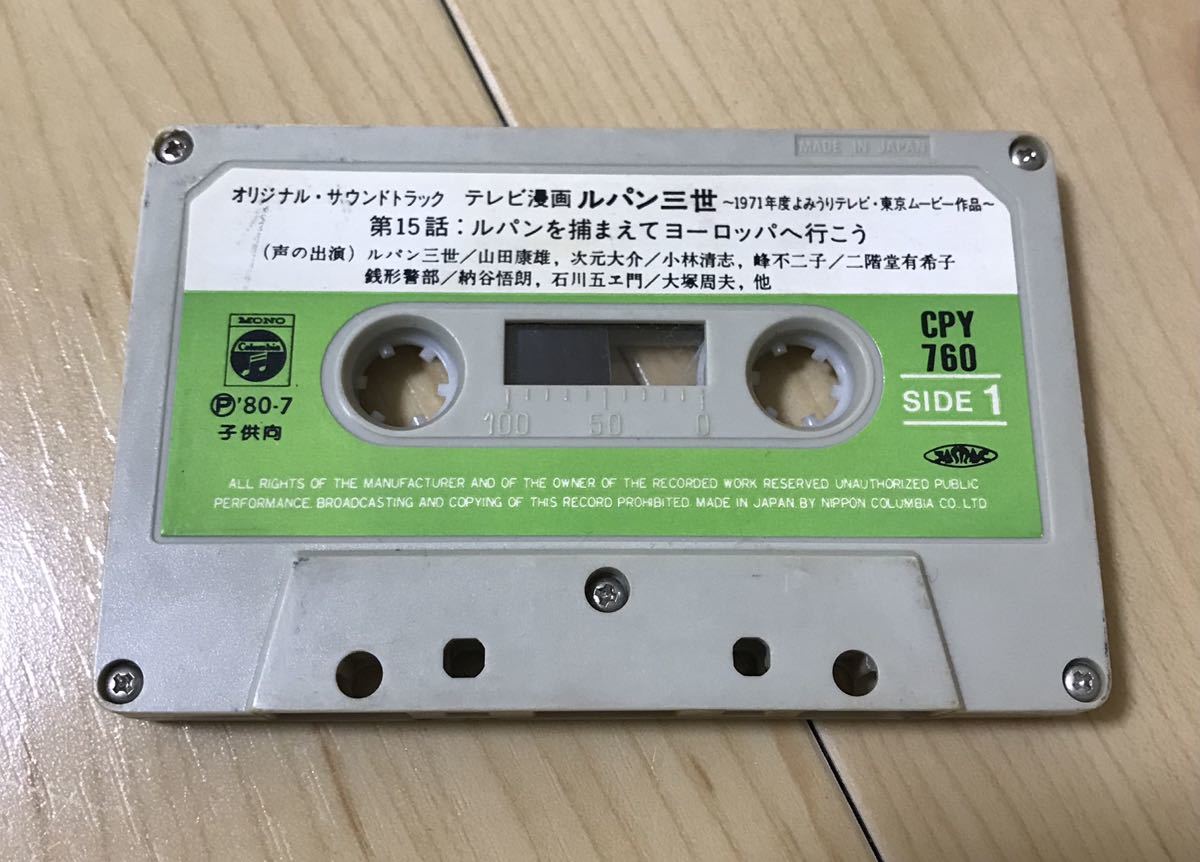 MADE IN JAPAN
オリジナル・サウンドトラック テレビ漫画 ルパン三世 ～1971年度よみうりテレビ・東京ムービー作品～
第15話：ルパンを捕まえてヨーロッパへ行こう
（声の出演）ルパン三世／山田康雄，次元大介／小林清志，峰不二子／二階堂有希子
銭形警部／納谷悟朗，石川五ヱ門／大塚周夫，他
MONO
Columbia
Ⓟ'80-7
子供向
CPY
760
SIDE 1
100 50 0
JASRAC
ALL RIGHTS OF THE MANUFACTURER AND OF THE OWNER OF THE RECORDED WORK RESERVED UNAUTHORIZED PUBLIC
PERFORMANCE. BROADCASTING AND COPYING OF THIS RECORD PROHIBITED. MADE IN JAPAN. BY NIPPON COLUMBIA CO., LTD